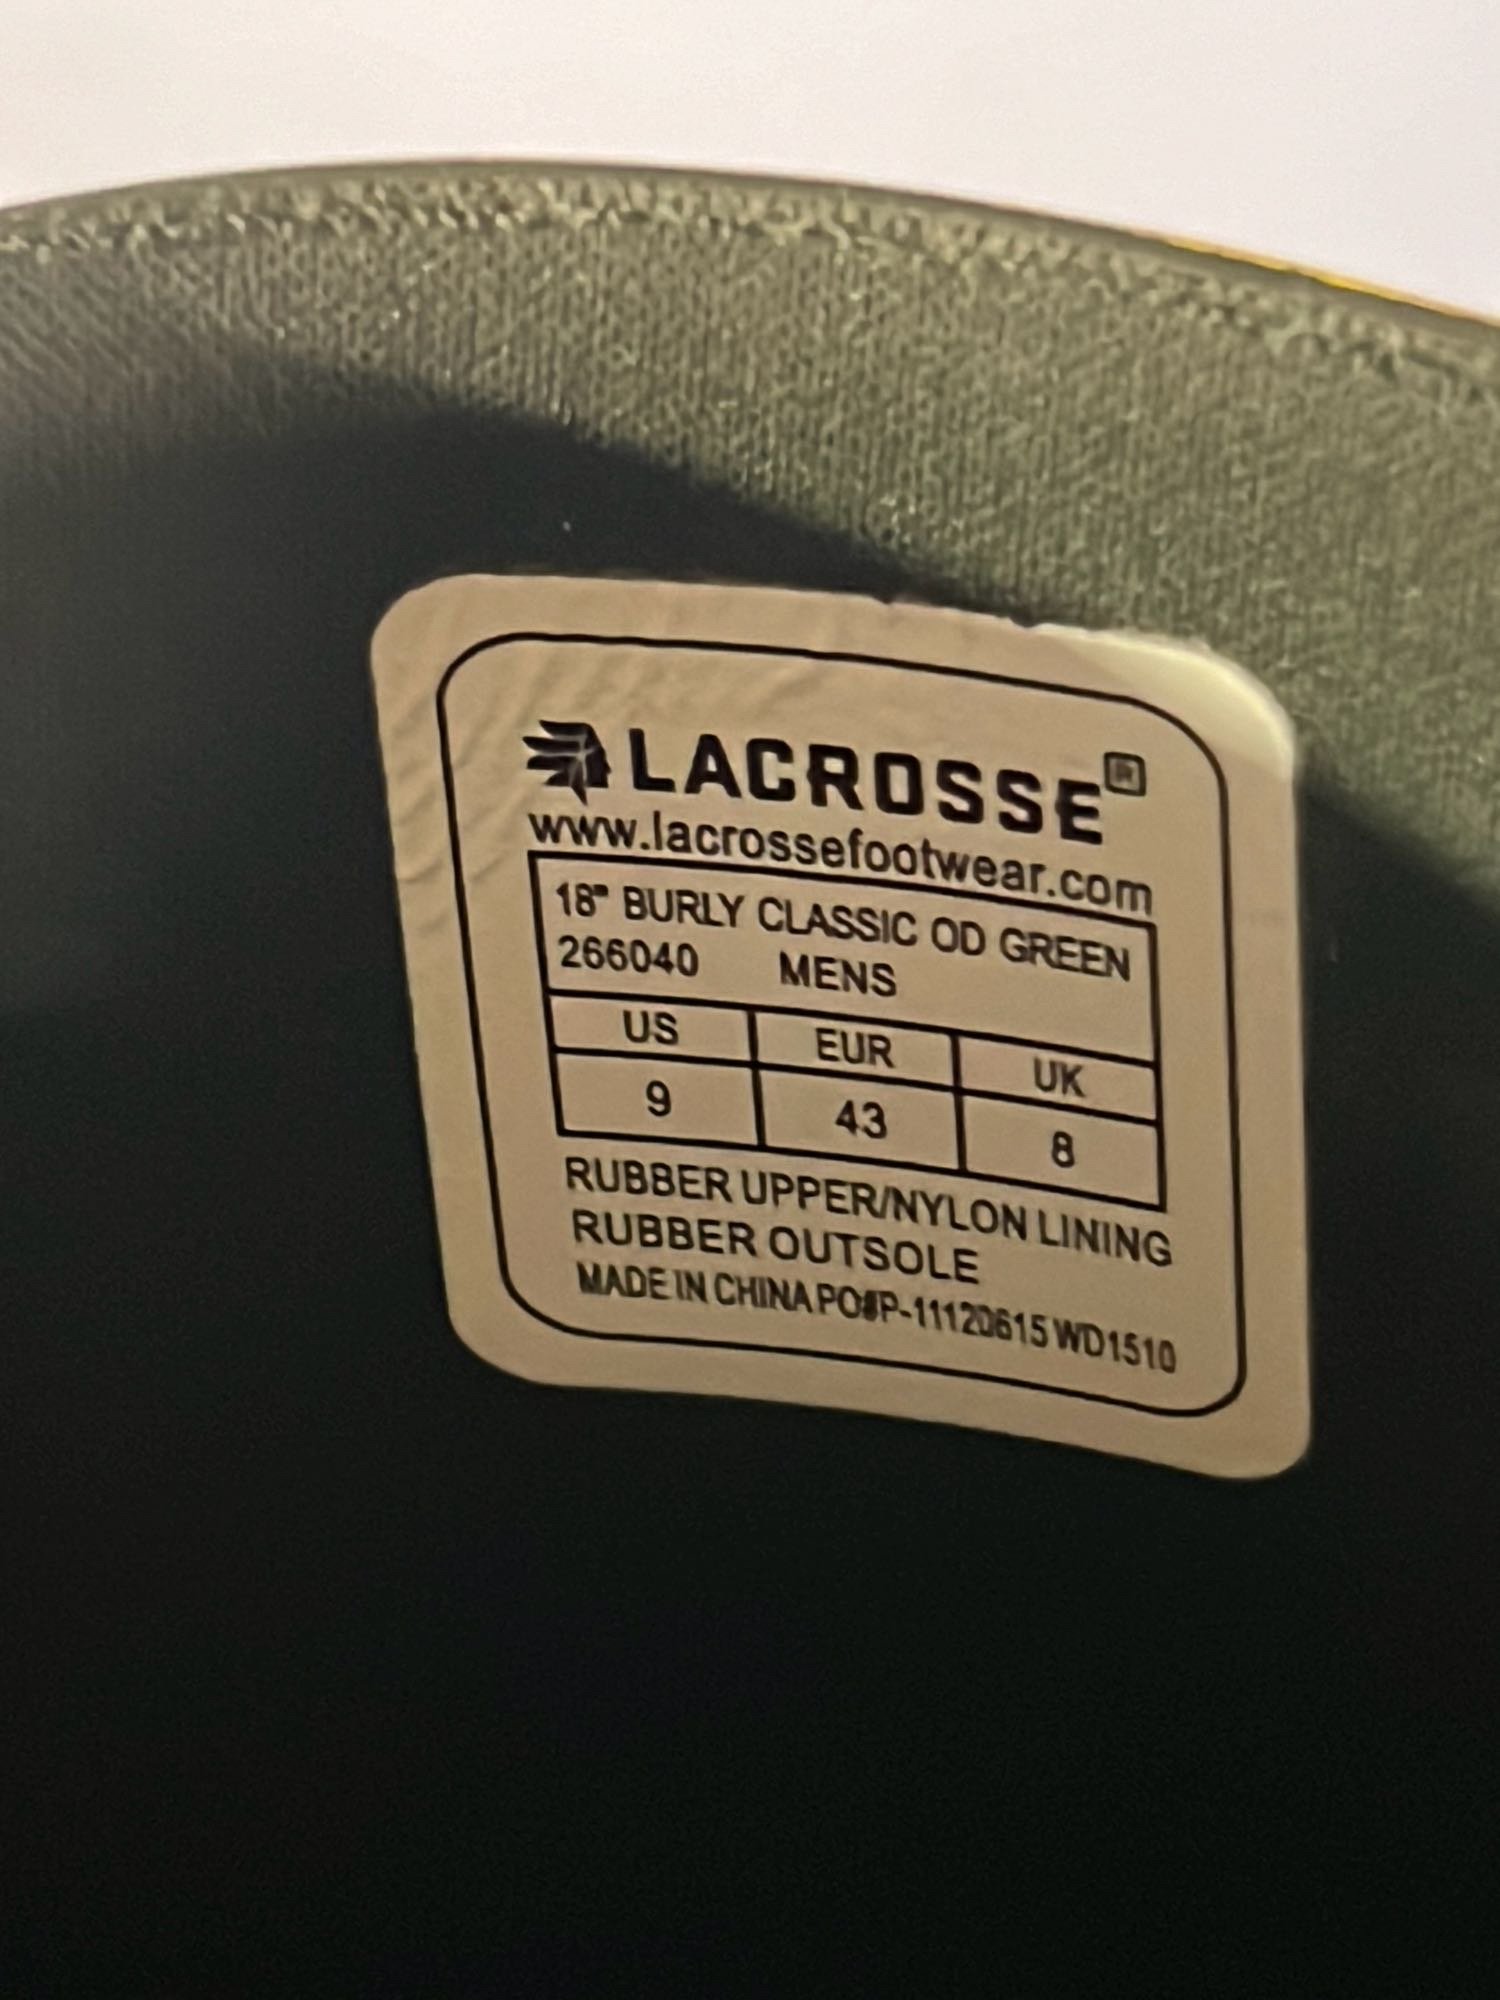 LACROSSE®
www.lacrossefootwear.com
18" BURLY CLASSIC OD GREEN
266040 MENS
US EUR UK
9 43 8
RUBBER UPPER/NYLON LINING
RUBBER OUTSOLE
MADE IN CHINA PO#P-11120615 WD1510